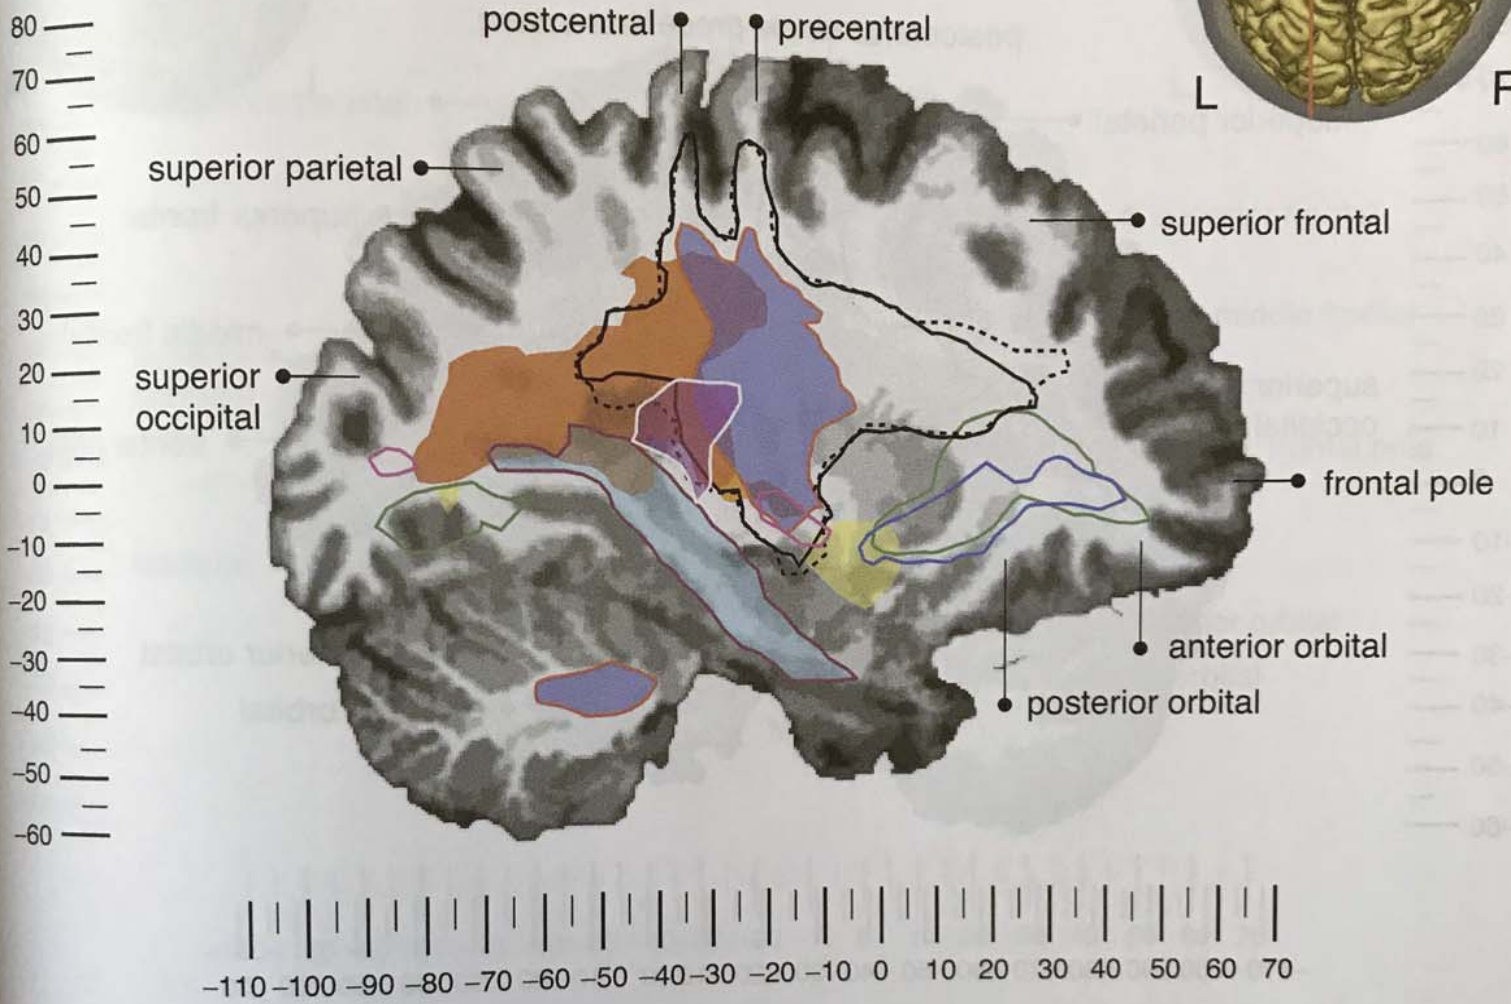 postcentral
precentral
superior parietal
superior frontal
superior
occipital
frontal pole
anterior orbital
posterior orbital
L
80
70
60
50
40
30
20
10
0
–10
–20
–30
–40
–50
–60
–110 –100 –90 –80 –70 –60 –50 –40 –30 –20 –10 0 10 20 30 40 50 60 70